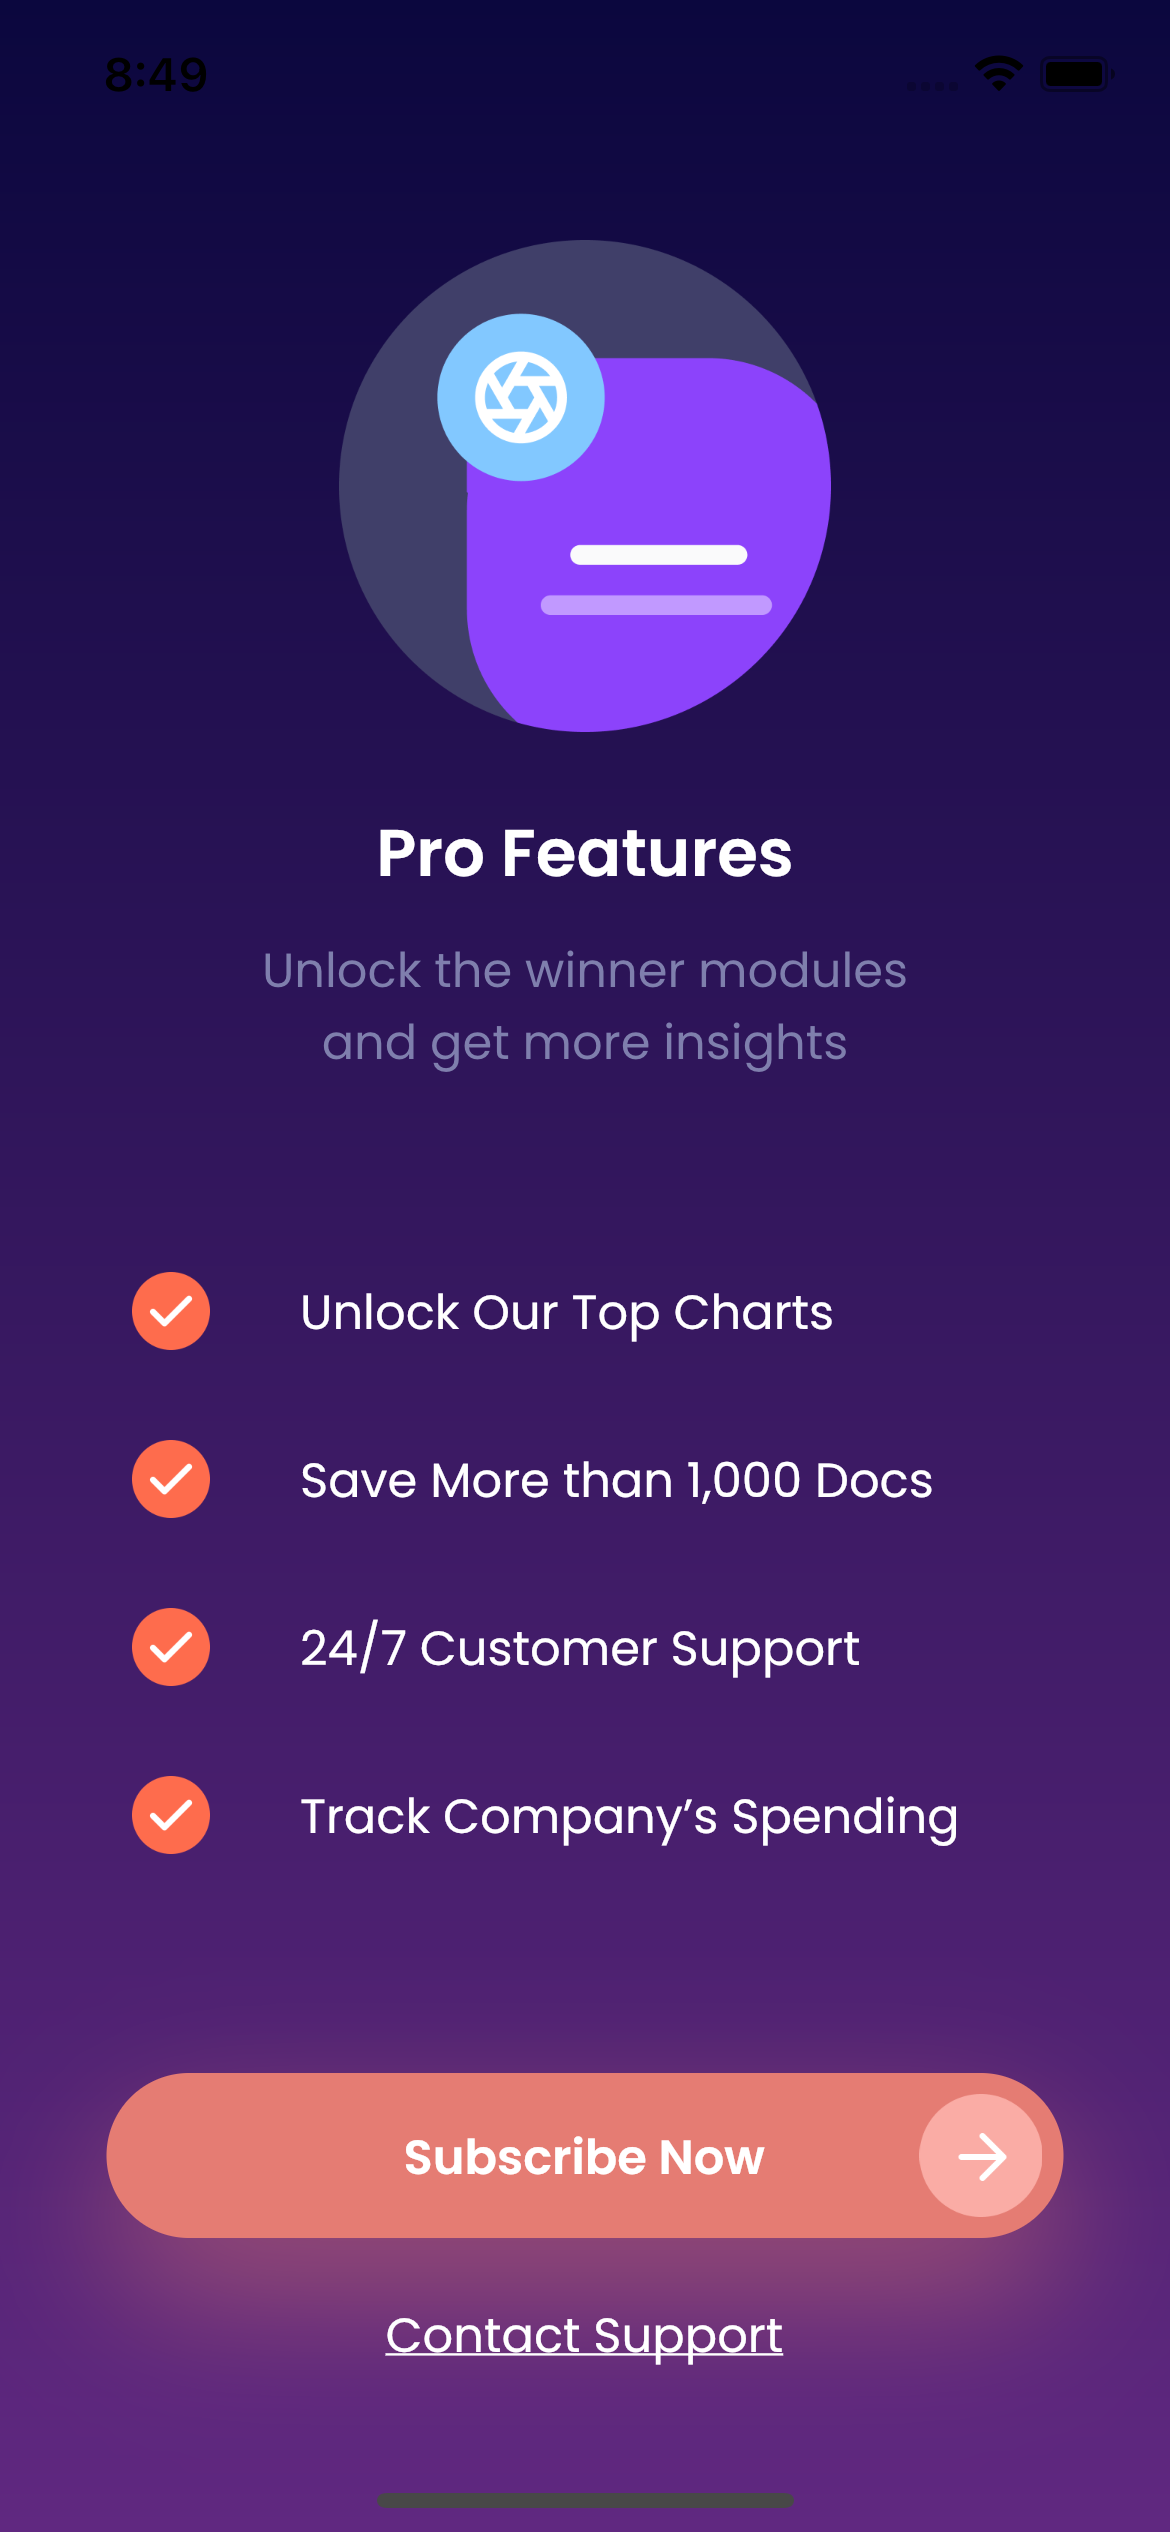 8:49
Pro Features
Unlock the winner modules
and get more insights
Unlock Our Top Charts
Save More than 1,000 Docs
24/7 Customer Support
Track Company’s Spending
Subscribe Now
Contact Support